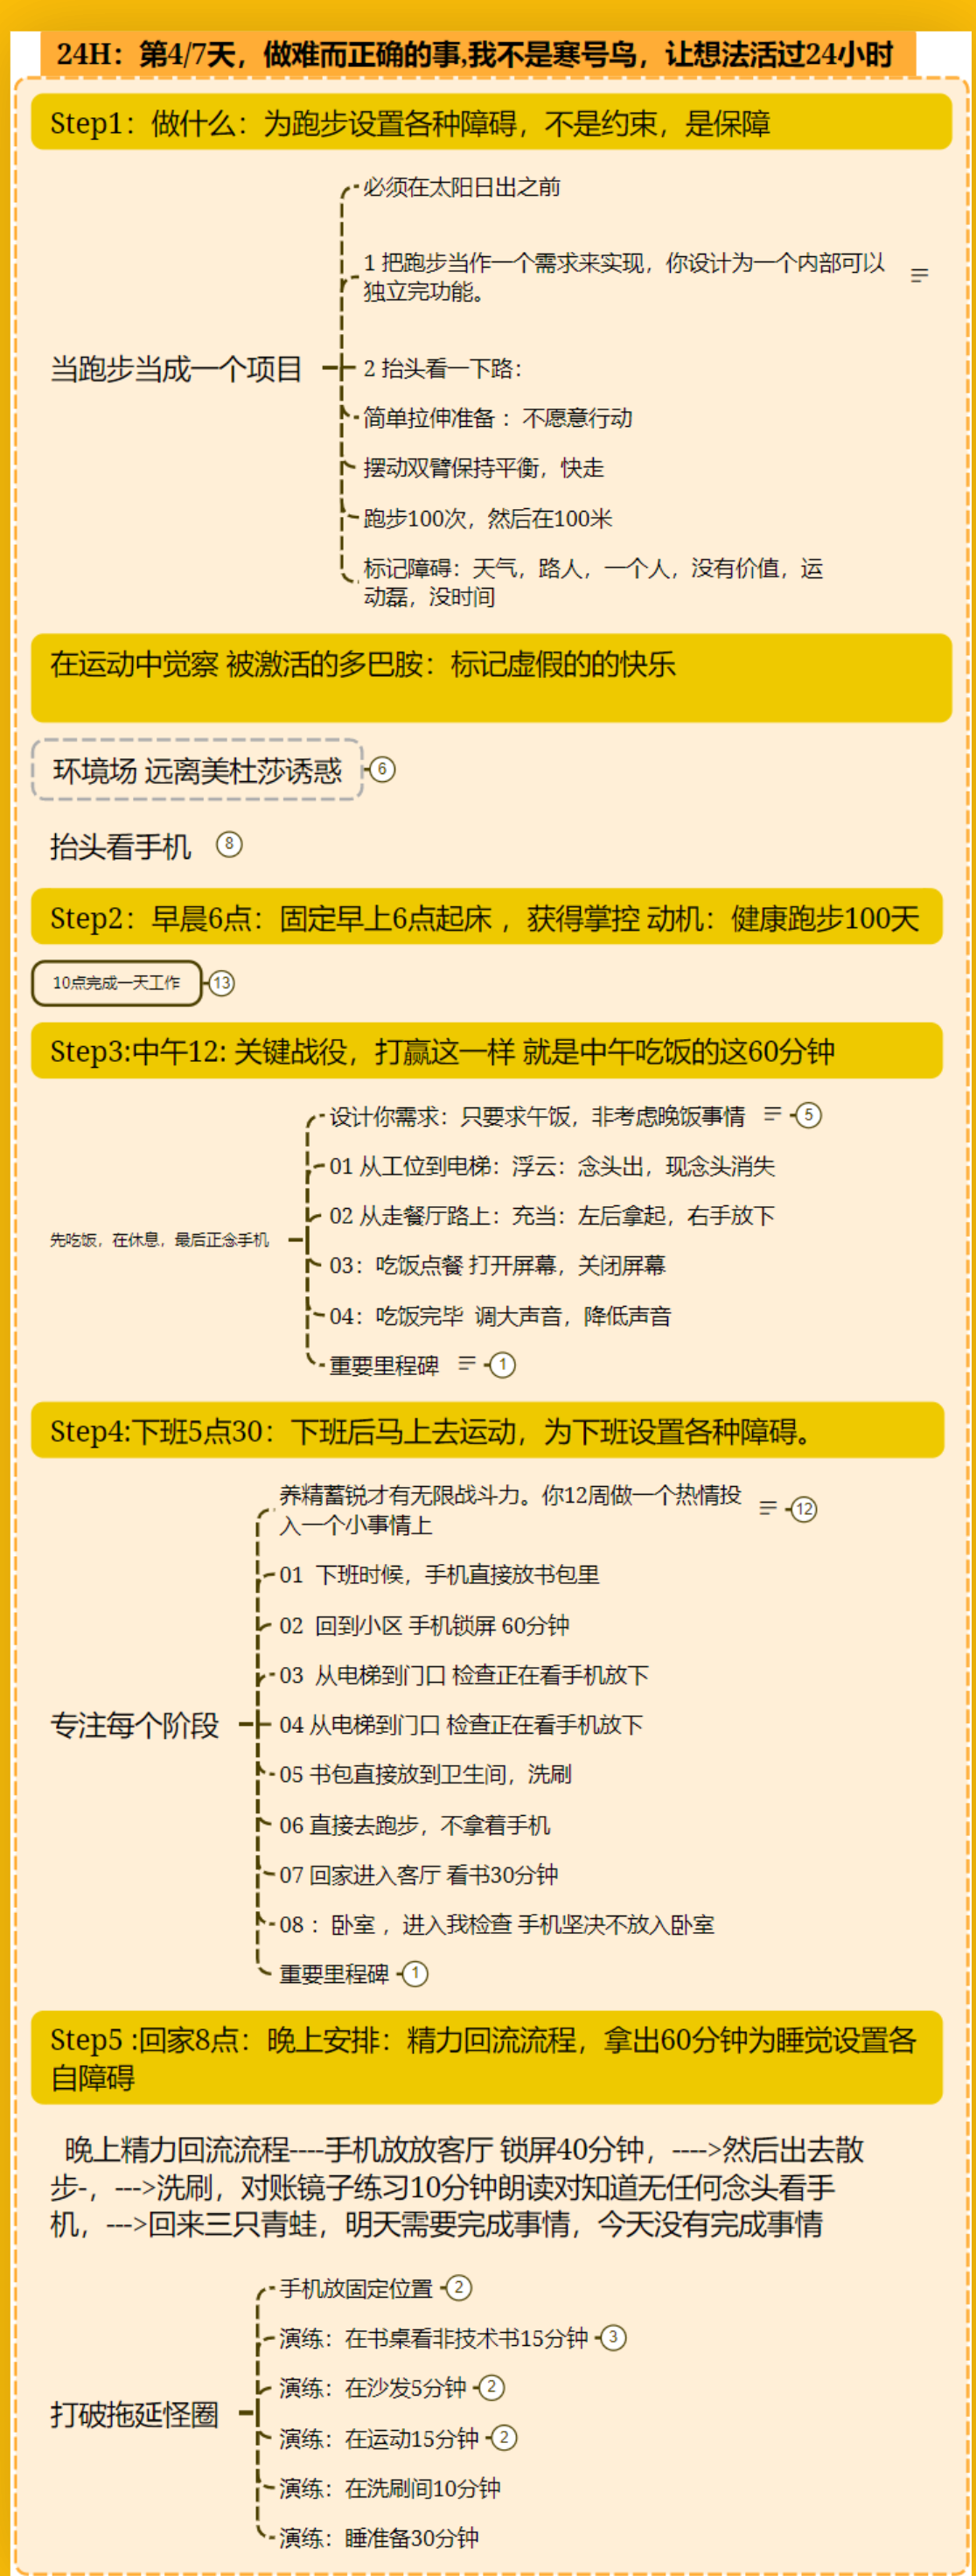 24H：第4/7天，做难而正确的事,我不是寒号鸟，让想法活过24小时
Step1：做什么：为跑步设置各种障碍，不是约束，是保障
当跑步当成一个项目
必须在太阳日出之前
1 把跑步当作一个需求来实现，你设计为一个内部可以
独立完功能。
2 抬头看一下路：
简单拉伸准备 ：不愿意行动
摆动双臂保持平衡，快走
跑步100次，然后在100米
标记障碍：天气，路人，一个人，没有价值，运
动磊，没时间
在运动中觉察 被激活的多巴胺：标记虚假的的快乐
环境场 远离美杜莎诱惑 6
抬头看手机 8
Step2：早晨6点：固定早上6点起床 ，获得掌控 动机：健康跑步100天
10点完成一天工作 13
Step3:中午12: 关键战役，打赢这一样 就是中午吃饭的这60分钟
先吃饭，在休息，最后正念手机
设计你需求：只要求午饭，非考虑晚饭事情 5
01 从工位到电梯：浮云：念头出，现念头消失
02 从走餐厅路上：充当：左后拿起，右手放下
03：吃饭点餐 打开屏幕，关闭屏幕
04：吃饭完毕 调大声音，降低声音
重要里程碑 1
Step4:下班5点30：下班后马上去运动，为下班设置各种障碍。
专注每个阶段
养精蓄锐才有无限战斗力。你12周做一个热情投
入一个小事情上 12
01 下班时候，手机直接放书包里
02 回到小区 手机锁屏 60分钟
03 从电梯到门口 检查正在看手机放下
04 从电梯到门口 检查正在看手机放下
05 书包直接放到卫生间，洗刷
06 直接去跑步，不拿着手机
07 回家进入客厅 看书30分钟
08 ：卧室 ，进入我检查 手机坚决不放入卧室
重要里程碑 1
Step5 :回家8点：晚上安排：精力回流流程，拿出60分钟为睡觉设置各
自障碍
晚上精力回流流程----手机放放客厅 锁屏40分钟，---->然后出去散
步-，--->洗刷，对账镜子练习10分钟朗读对知道无任何念头看手
机，--->回来三只青蛙，明天需要完成事情，今天没有完成事情
打破拖延怪圈
手机放固定位置 2
演练：在书桌看非技术书15分钟 3
演练：在沙发5分钟 2
演练：在运动15分钟 2
演练：在洗刷间10分钟
演练：睡准备30分钟